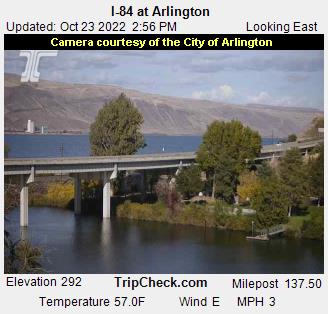 I-84 at Arlington
Updated: Oct 23 2022  2:56 PM Looking East
Camera courtesy of the City of Arlington
Elevation 292 TripCheck.com Milepost 137.50
Temperature 57.0F Wind E MPH 3